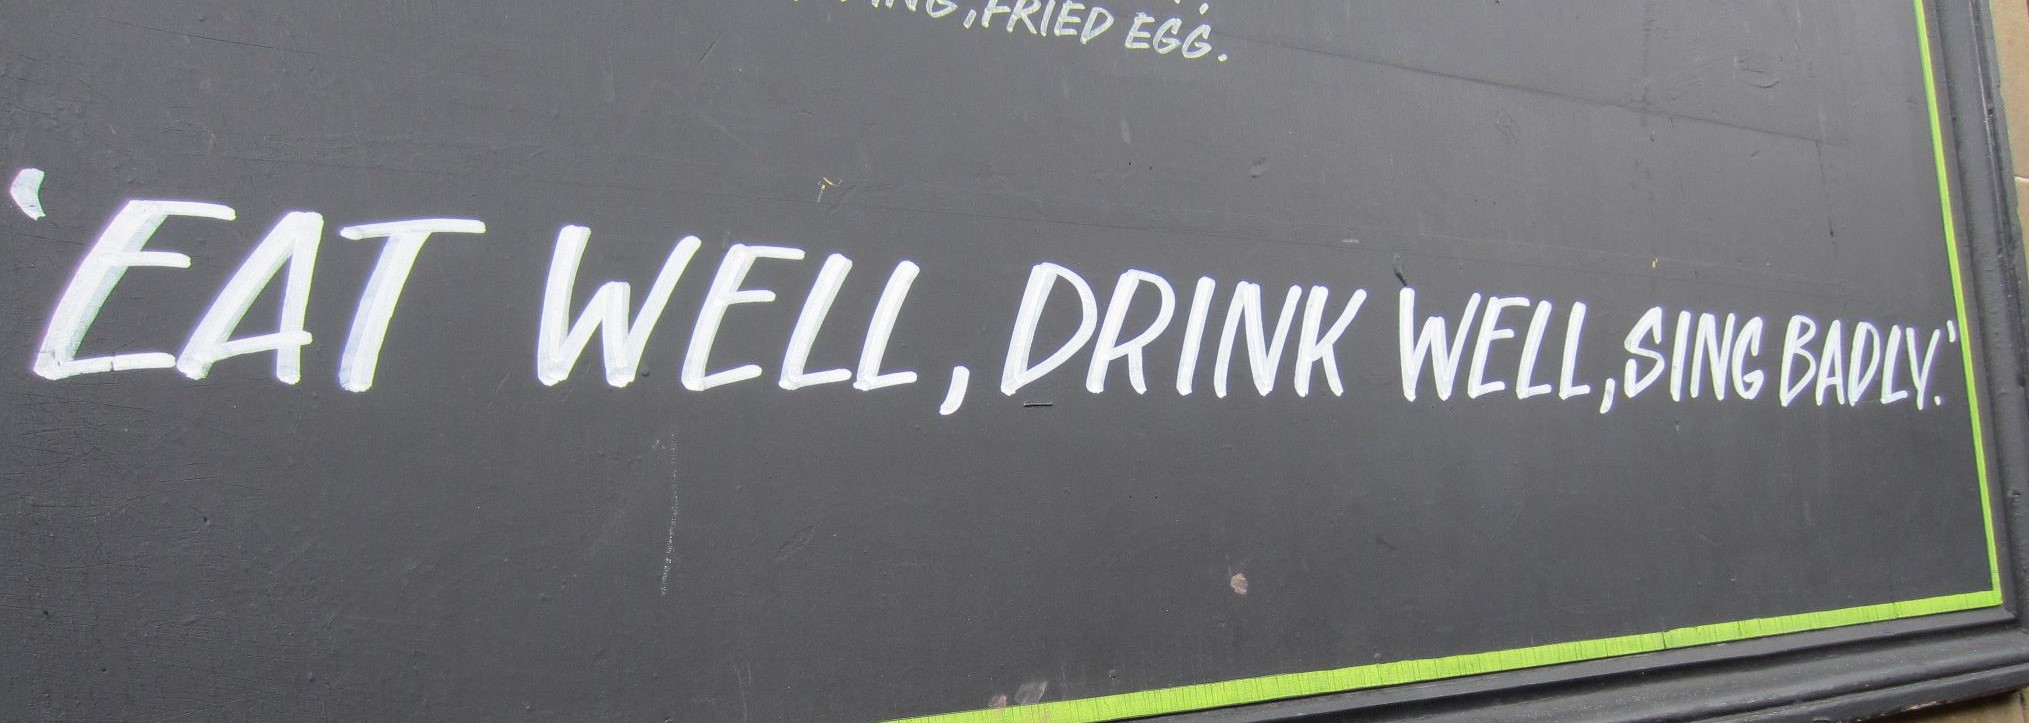 FRIED EGG.
'EAT WELL, DRINK WELL, SING BADLY.'